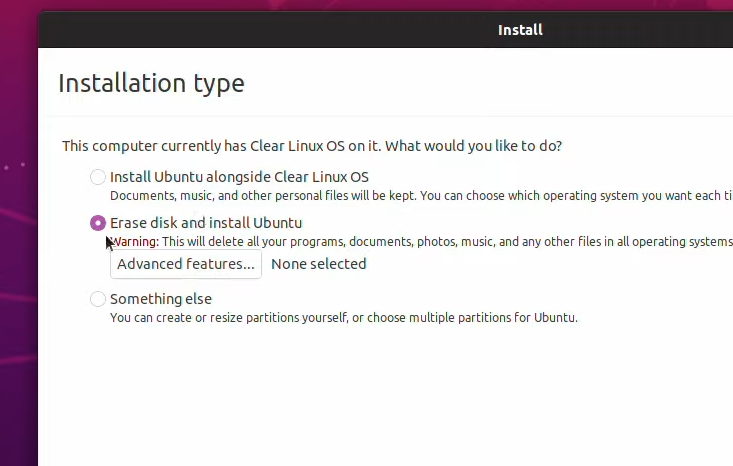 Install
Installation type
This computer currently has Clear Linux OS on it. What would you like to do?
Install Ubuntu alongside Clear Linux OS
Documents, music, and other personal files will be kept. You can choose which operating system you want each ti
Erase disk and install Ubuntu
Warning: This will delete all your programs, documents, photos, music, and any other files in all operating systems
Advanced features... None selected
Something else
You can create or resize partitions yourself, or choose multiple partitions for Ubuntu.